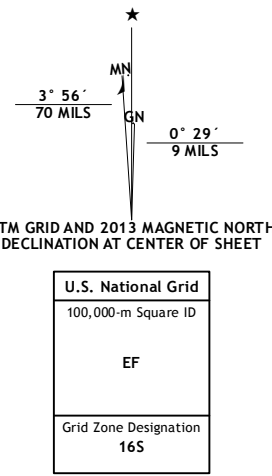 ★
MN
3° 56´
70 MILS
GN
0° 29´
9 MILS
TM GRID AND 2013 MAGNETIC NORTH
DECLINATION AT CENTER OF SHEET
U.S. National Grid
100,000-m Square ID
EF
Grid Zone Designation
16S